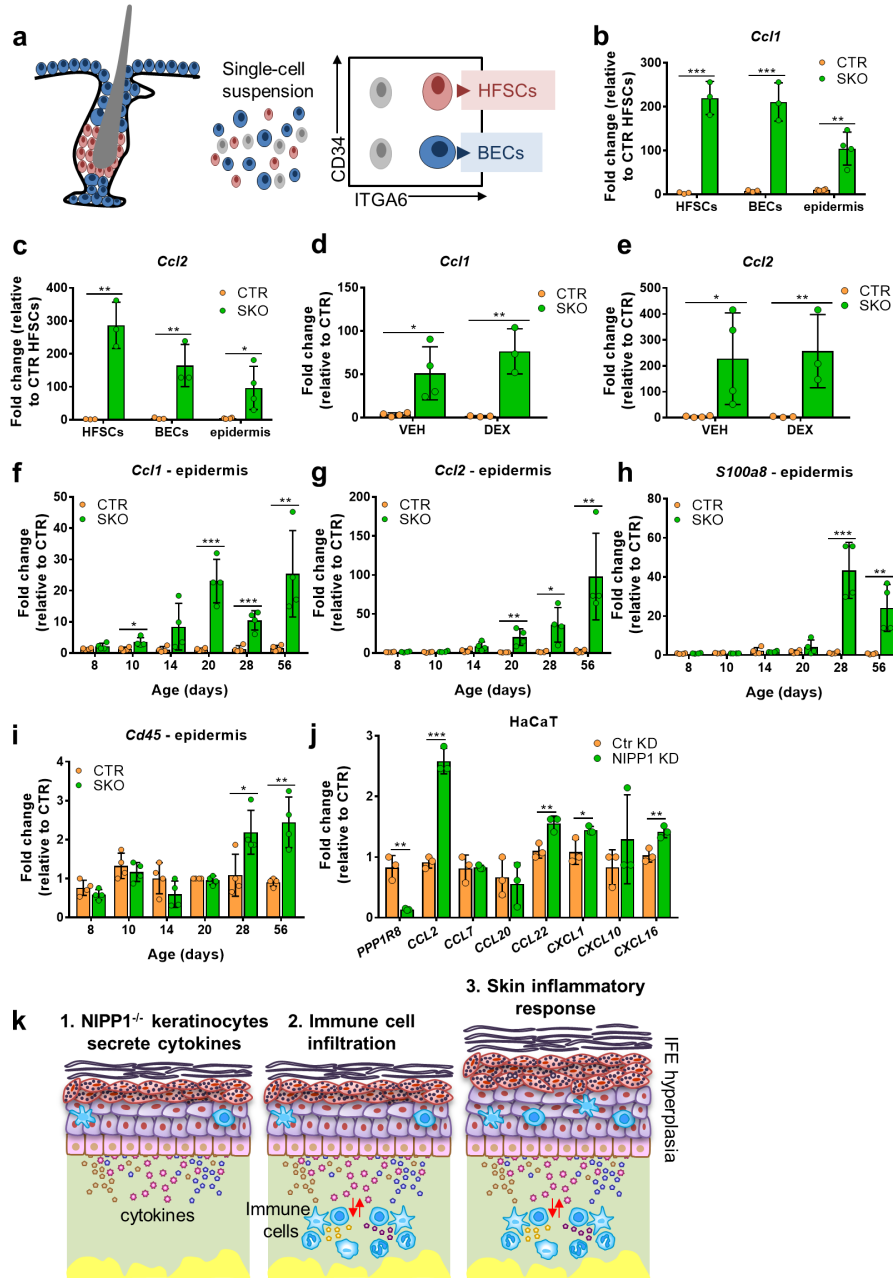 a
Single-cell
suspension
CD34
ITGA6
HFSCs
BECs
b
Ccl1
CTR
SKO
Fold change (relative
to CTR HFSCs)
300
200
100
0
***
***
**
HFSCs
BECs
epidermis
c
Ccl2
CTR
SKO
Fold change (relative
to CTR HFSCs)
400
300
200
100
0
**
**
*
HFSCs
BECs
epidermis
d
Ccl1
CTR
SKO
Fold change
(relative to CTR)
150
100
50
0
*
**
VEH
DEX
e
Ccl2
CTR
SKO
Fold change
(relative to CTR)
500
400
300
200
100
0
*
**
VEH
DEX
f
Ccl1 - epidermis
CTR
SKO
Fold change
(relative to CTR)
50
40
30
20
10
0
*
***
***
**
8 10 14 20 28 56
Age (days)
g
Ccl2 - epidermis
CTR
SKO
Fold change
(relative to CTR)
200
150
100
50
0
**
*
**
8 10 14 20 28 56
Age (days)
h
S100a8 - epidermis
CTR
SKO
Fold change
(relative to CTR)
80
60
40
20
0
***
**
8 10 14 20 28 56
Age (days)
i
Cd45 - epidermis
CTR
SKO
Fold change
(relative to CTR)
4
3
2
1
0
*
**
8 10 14 20 28 56
Age (days)
j
HaCaT
Ctr KD
NIPP1 KD
Fold change
(relative to CTR)
3
2
1
0
**
***
**
*
**
PPP1R8
CCL2
CCL7
CCL20
CCL22
CXCL1
CXCL10
CXCL16
k
1. NIPP1-/- keratinocytes
secrete cytokines
2. Immune cell
infiltration
3. Skin inflammatory
response
IFE hyperplasia
cytokines
Immune
cells